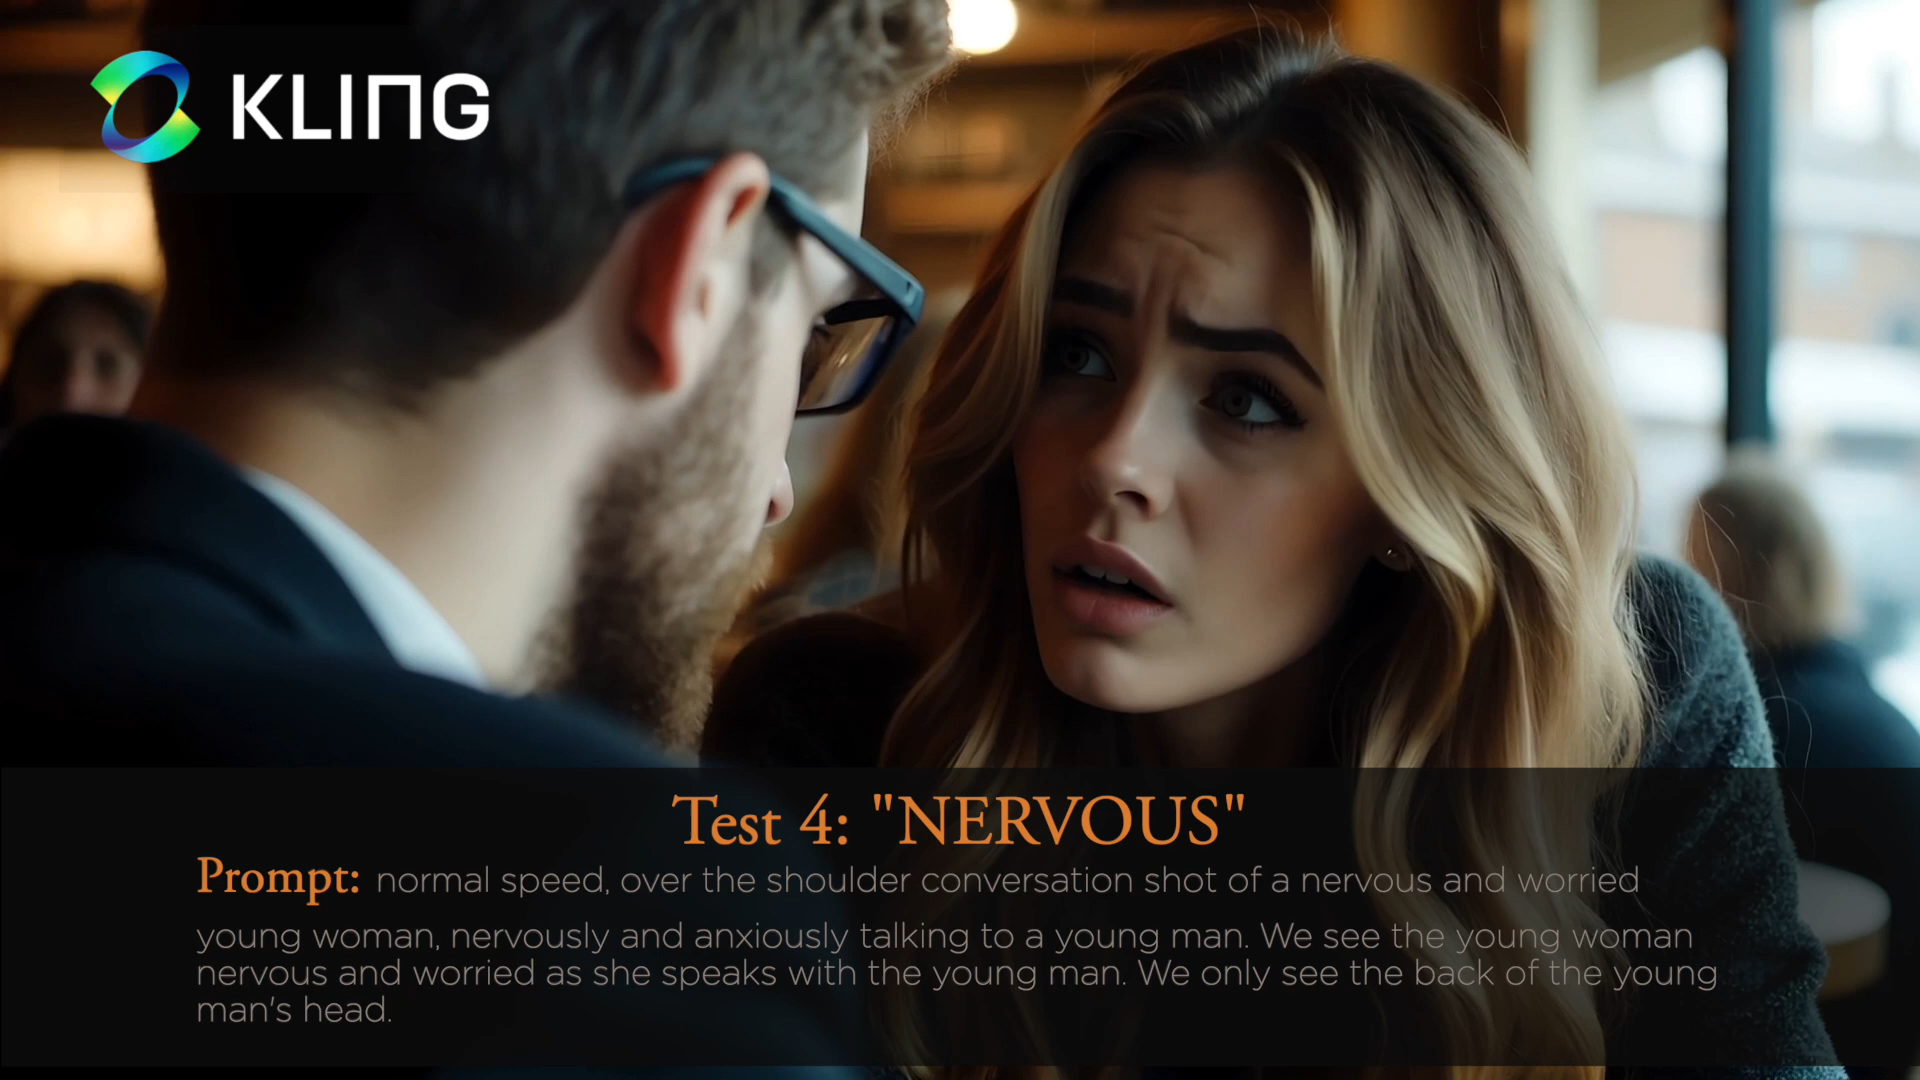 KLING
Test 4: "NERVOUS"
Prompt: normal speed, over the shoulder conversation shot of a nervous and worried
young woman, nervously and anxiously talking to a young man. We see the young woman
nervous and worried as she speaks with the young man. We only see the back of the young
man's head.